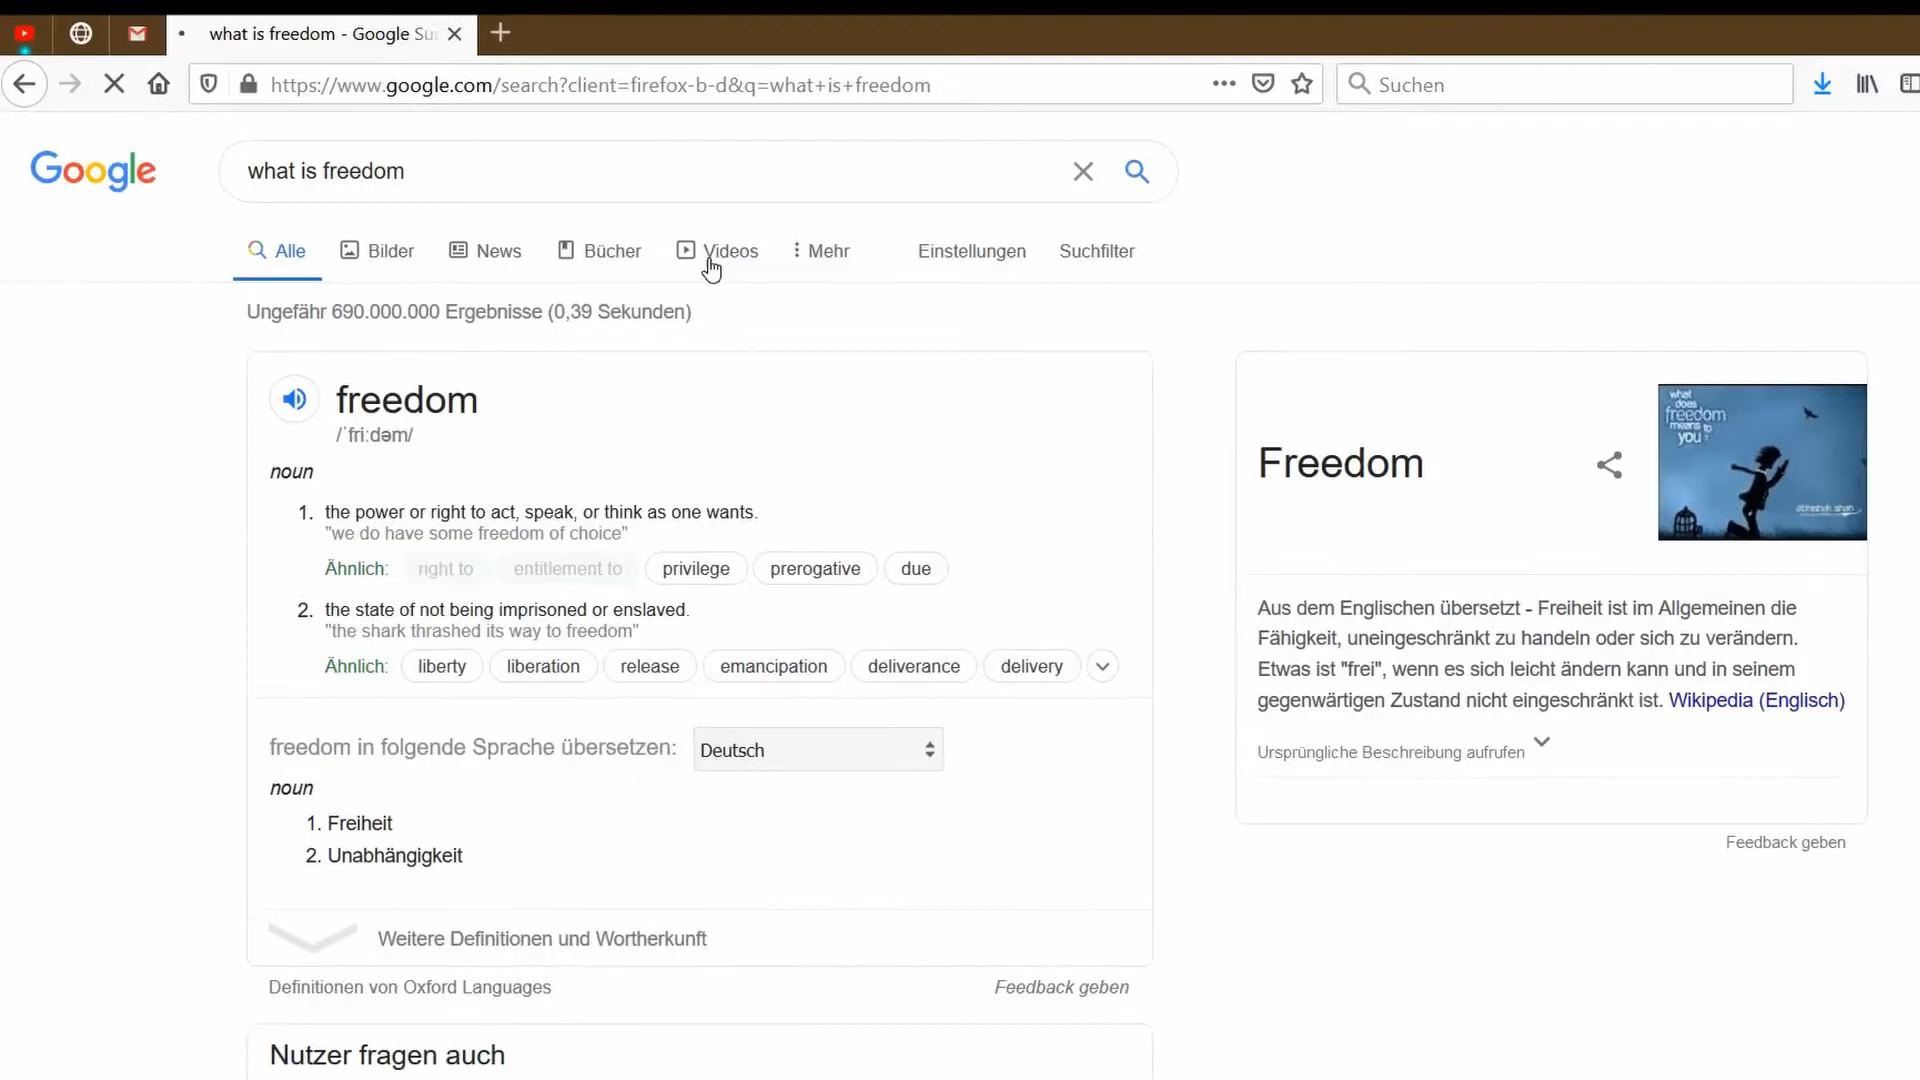 what is freedom - Google Su
https://www.google.com/search?client=firefox-b-d&q=what+is+freedom
Suchen
Google
what is freedom
Alle
Bilder
News
Bücher
Videos
Mehr
Einstellungen
Suchfilter
Ungefähr 690.000.000 Ergebnisse (0,39 Sekunden)
freedom
/ˈfriːdəm/
noun
1. the power or right to act, speak, or think as one wants.
"we do have some freedom of choice"
Ähnlich: right to entitlement to privilege prerogative due
2. the state of not being imprisoned or enslaved.
"the shark thrashed its way to freedom"
Ähnlich: liberty liberation release emancipation deliverance delivery
freedom in folgende Sprache übersetzen: Deutsch
noun
1. Freiheit
2. Unabhängigkeit
Weitere Definitionen und Wortherkunft
Definitionen von Oxford Languages
Feedback geben
Nutzer fragen auch
Freedom
what
does
freedom
means to
you ?
Aus dem Englischen übersetzt - Freiheit ist im Allgemeinen die
Fähigkeit, uneingeschränkt zu handeln oder sich zu verändern.
Etwas ist "frei", wenn es sich leicht ändern kann und in seinem
gegenwärtigen Zustand nicht eingeschränkt ist. Wikipedia (Englisch)
Ursprüngliche Beschreibung aufrufen
Feedback geben